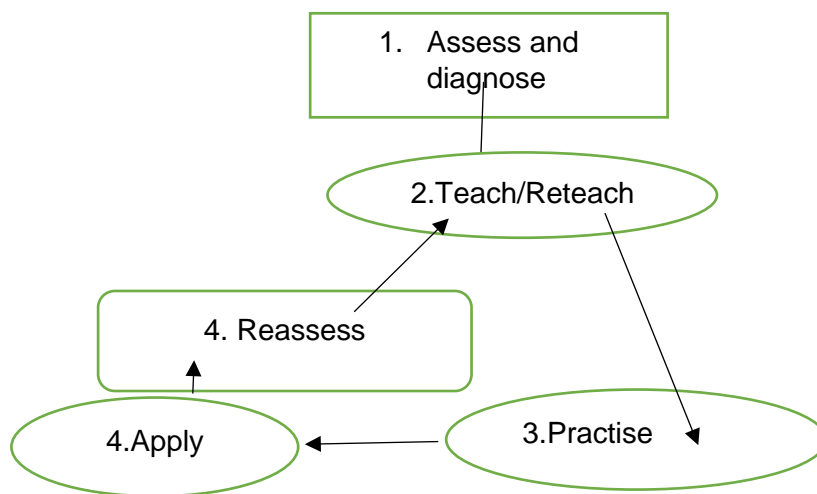 1. Assess and
diagnose
2.Teach/Reteach
4. Reassess
4.Apply
3.Practise